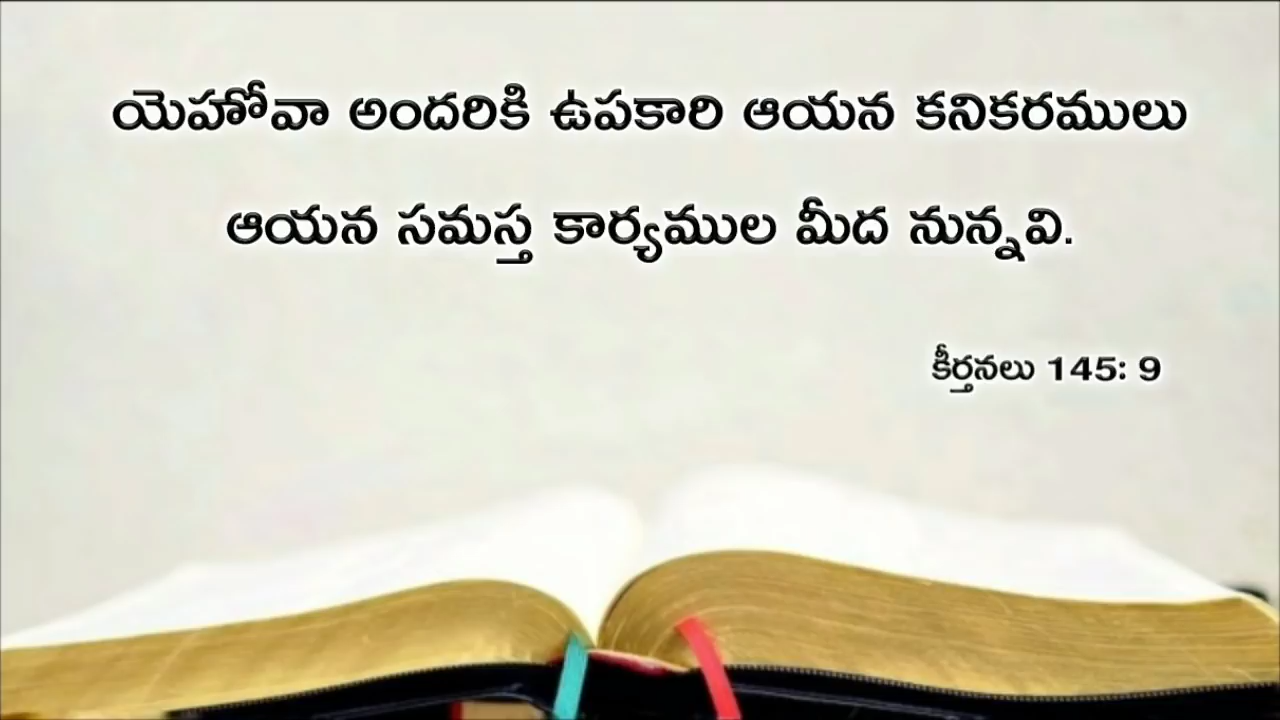 యెహోవా అందరికి ఉపకారి ఆయన కనికరములు
ఆయన సమస్త కార్యముల మీద నున్నవి.
కీర్తనలు 145: 9